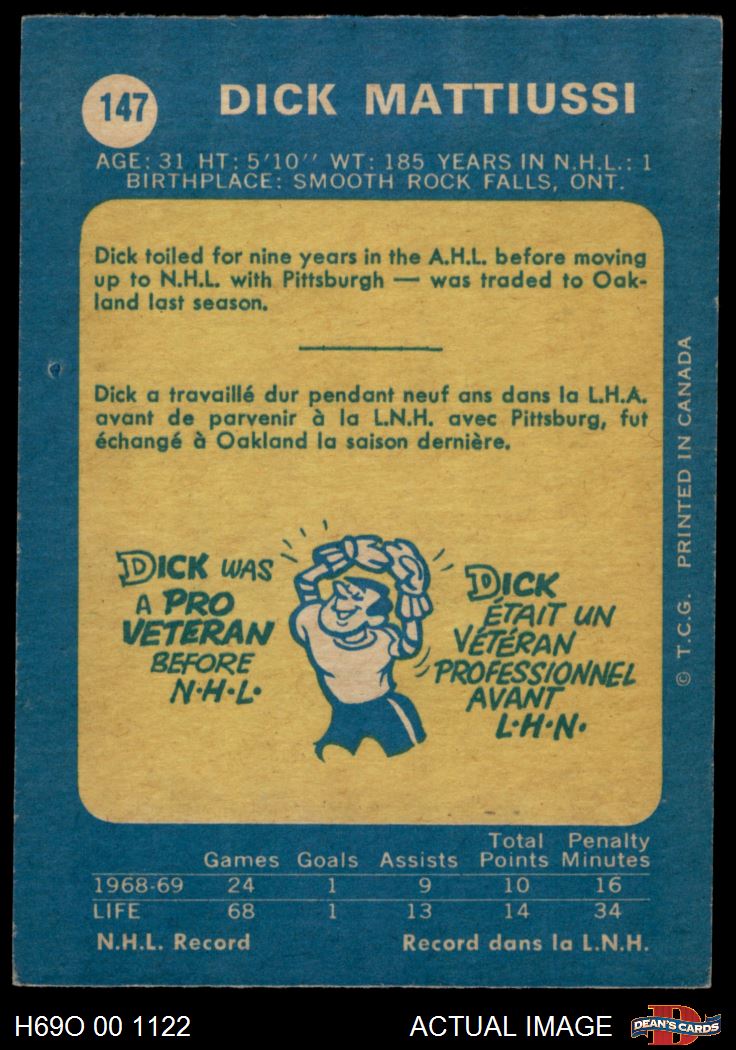 147
DICK MATTIUSSI
AGE: 31 HT: 5'10'' WT: 185 YEARS IN N.H.L.: 1
BIRTHPLACE: SMOOTH ROCK FALLS, ONT.
Dick toiled for nine years in the A.H.L. before moving
up to N.H.L. with Pittsburgh — was traded to Oak-
land last season.
Dick a travaillé dur pendant neuf ans dans la L.H.A.
avant de parvenir à la L.N.H. avec Pittsburg, fut
échangé à Oakland la saison dernière.
DICK WAS
A PRO
VETERAN
BEFORE
N·H·L·
DICK
ÉTAIT UN
VÉTÉRAN
PROFESSIONNEL
AVANT
L·H·N·
© T.C.G. PRINTED IN CANADA
Total Penalty
Games Goals Assists Points Minutes
1968-69 24 1 9 10 16
LIFE 68 1 13 14 34
N.H.L. Record Record dans la L.N.H.
H69O 00 1122
ACTUAL IMAGE
DEAN'S CARDS